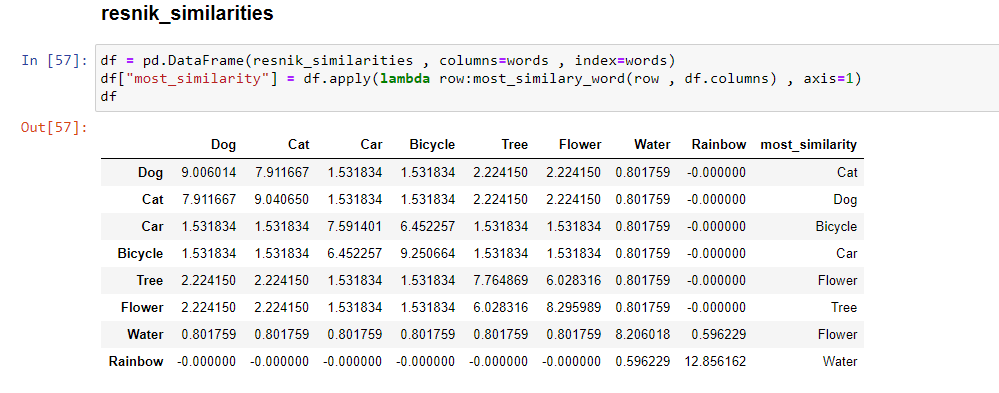 resnik_similarities
In [57]: df = pd.DataFrame(resnik_similarities , columns=words , index=words)
df["most_similarity"] = df.apply(lambda row:most_similary_word(row , df.columns) , axis=1)
df
Out[57]:
Dog Cat Car Bicycle Tree Flower Water Rainbow most_similarity
Dog 9.006014 7.911667 1.531834 1.531834 2.224150 2.224150 0.801759 -0.000000 Cat
Cat 7.911667 9.040650 1.531834 1.531834 2.224150 2.224150 0.801759 -0.000000 Dog
Car 1.531834 1.531834 7.591401 6.452257 1.531834 1.531834 0.801759 -0.000000 Bicycle
Bicycle 1.531834 1.531834 6.452257 9.250664 1.531834 1.531834 0.801759 -0.000000 Car
Tree 2.224150 2.224150 1.531834 1.531834 7.764869 6.028316 0.801759 -0.000000 Flower
Flower 2.224150 2.224150 1.531834 1.531834 6.028316 8.295989 0.801759 -0.000000 Tree
Water 0.801759 0.801759 0.801759 0.801759 0.801759 0.801759 8.206018 0.596229 Flower
Rainbow -0.000000 -0.000000 -0.000000 -0.000000 -0.000000 -0.000000 0.596229 12.856162 Water